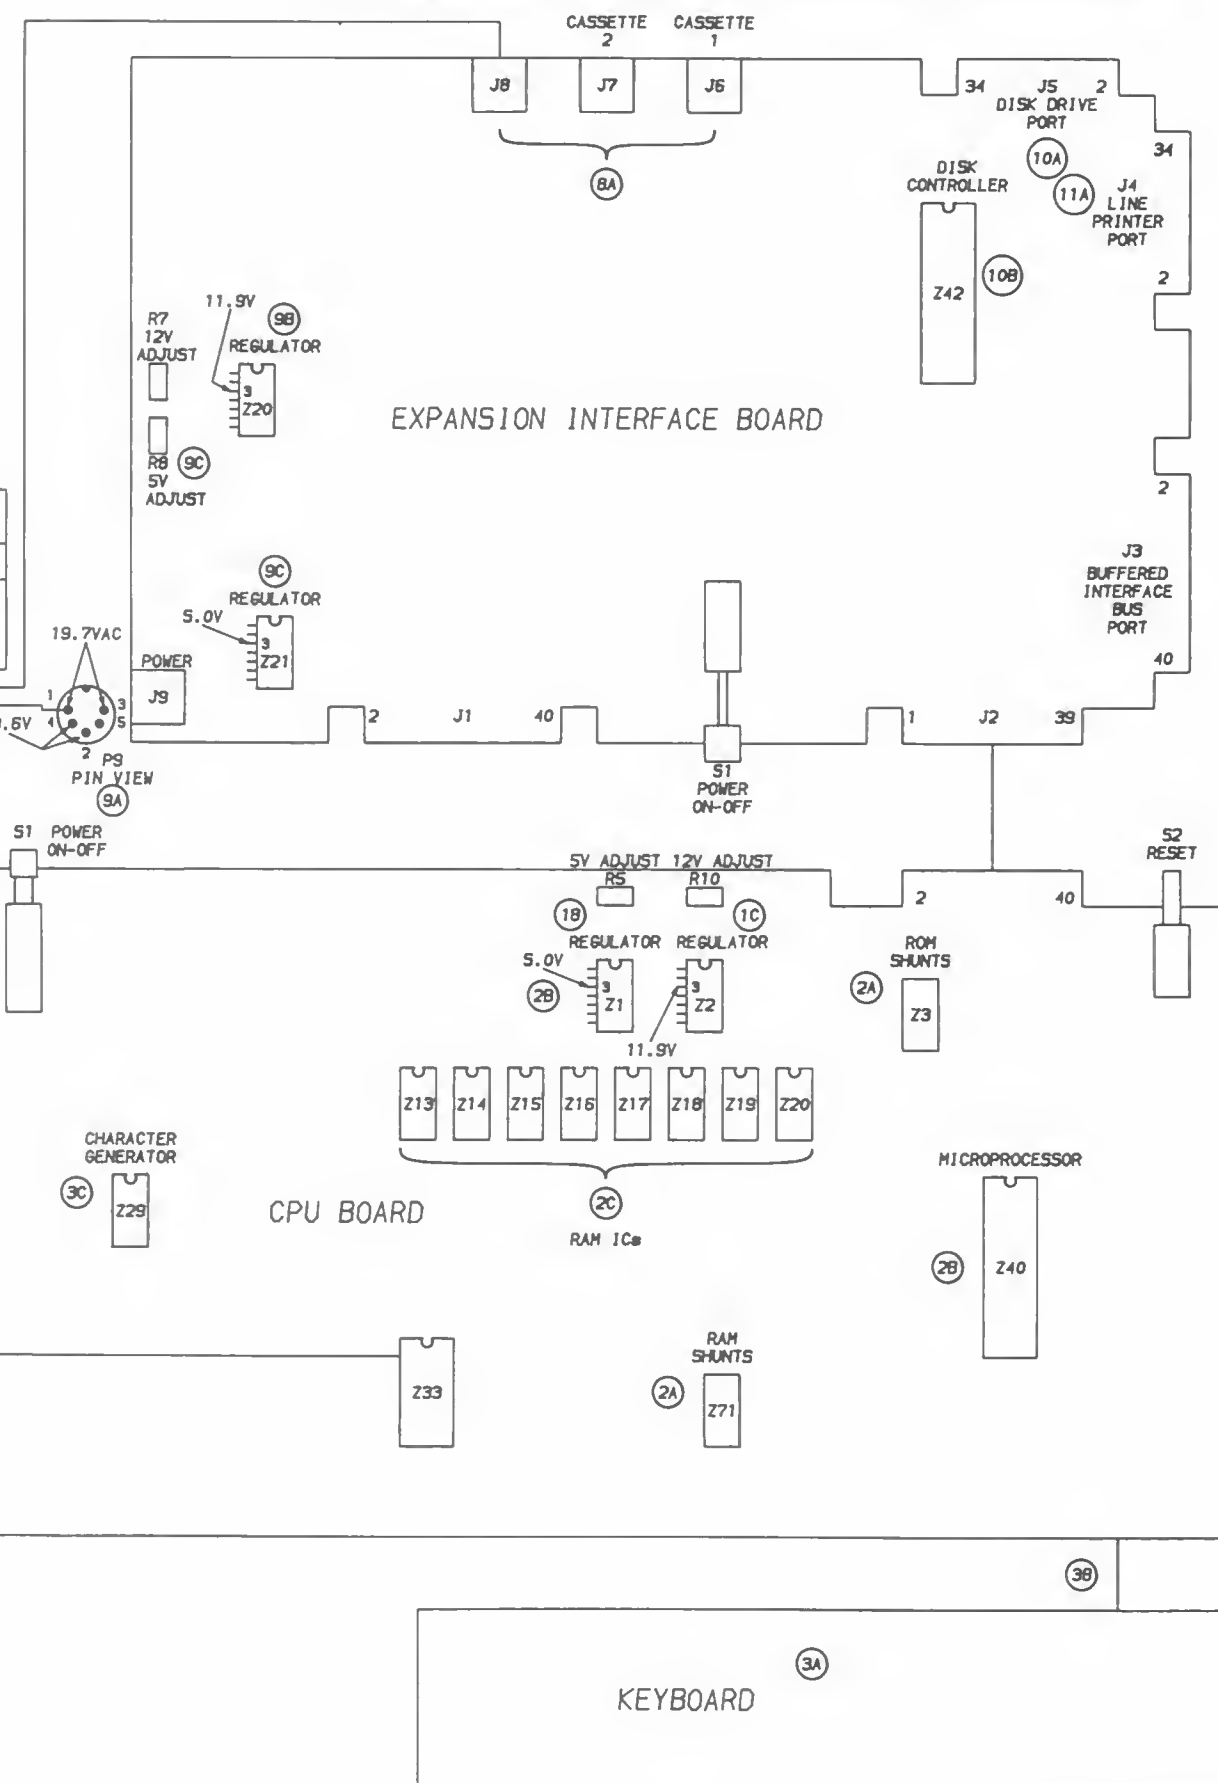 CASSETTE CASSETTE
2 1
J8 J7 J6
34 J5 2
DISK DRIVE
PORT
8A
10A
11A
34
DISK
CONTROLLER
J4
LINE
PRINTER
PORT
Z42
10B
2
R7
12V
ADJUST
11.9V
9B
REGULATOR
3
Z20
EXPANSION INTERFACE BOARD
R8
5V
ADJUST
9C
2
J3
BUFFERED
INTERFACE
BUS
PORT
40
9C
REGULATOR
5.0V
3
Z21
19.7VAC
POWER
J9
1 3
4 5
.6V
2
P9
PIN VIEW
9A
2 J1 40
1 J2 39
S1
POWER
ON-OFF
S1 POWER
ON-OFF
S2
RESET
5V ADJUST 12V ADJUST
R5 R10
2 40
1B
1C
REGULATOR REGULATOR
5.0V
2B
3
Z1
3
Z2
11.9V
ROM
SHUNTS
2A
Z3
Z13 Z14 Z15 Z16 Z17 Z18 Z19 Z20
2C
RAM ICs
CHARACTER
GENERATOR
3C
Z29
CPU BOARD
MICROPROCESSOR
2B
Z40
Z33
RAM
SHUNTS
2A
Z71
3B
3A
KEYBOARD